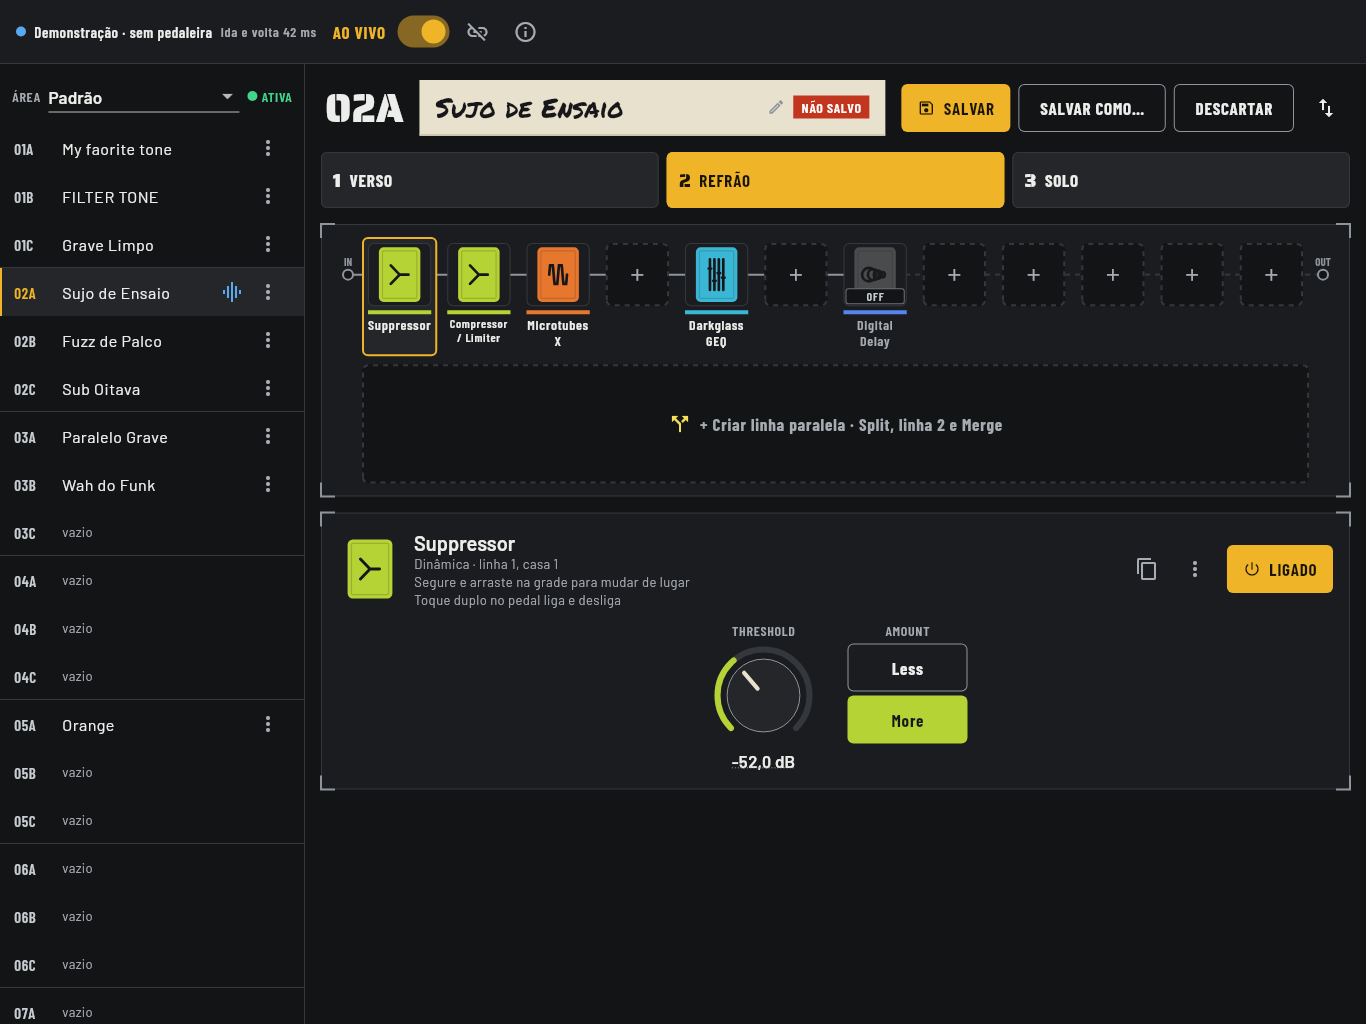 Demonstração · sem pedaleira Ida e volta 42 ms AO VIVO
ÁREA Padrão ATIVA
01A My faorite tone
01B FILTER TONE
01C Grave Limpo
02A Sujo de Ensaio
02B Fuzz de Palco
02C Sub Oitava
03A Paralelo Grave
03B Wah do Funk
03C vazio
04A vazio
04B vazio
04C vazio
05A Orange
05B vazio
05C vazio
06A vazio
06B vazio
06C vazio
07A vazio
02A Sujo de Ensaio NÃO SALVO SALVAR SALVAR COMO... DESCARTAR
1 VERSO 2 REFRÃO 3 SOLO
IN + + + + + + + OUT
OFF
Suppressor
Compressor
/ Limiter
Microtubes
X
Darkglass
GEQ
Digital
Delay
+ Criar linha paralela · Split, linha 2 e Merge
Suppressor
Dinâmica · linha 1, casa 1
Segure e arraste na grade para mudar de lugar
Toque duplo no pedal liga e desliga
LIGADO
THRESHOLD
-52,0 dB
AMOUNT
Less
More